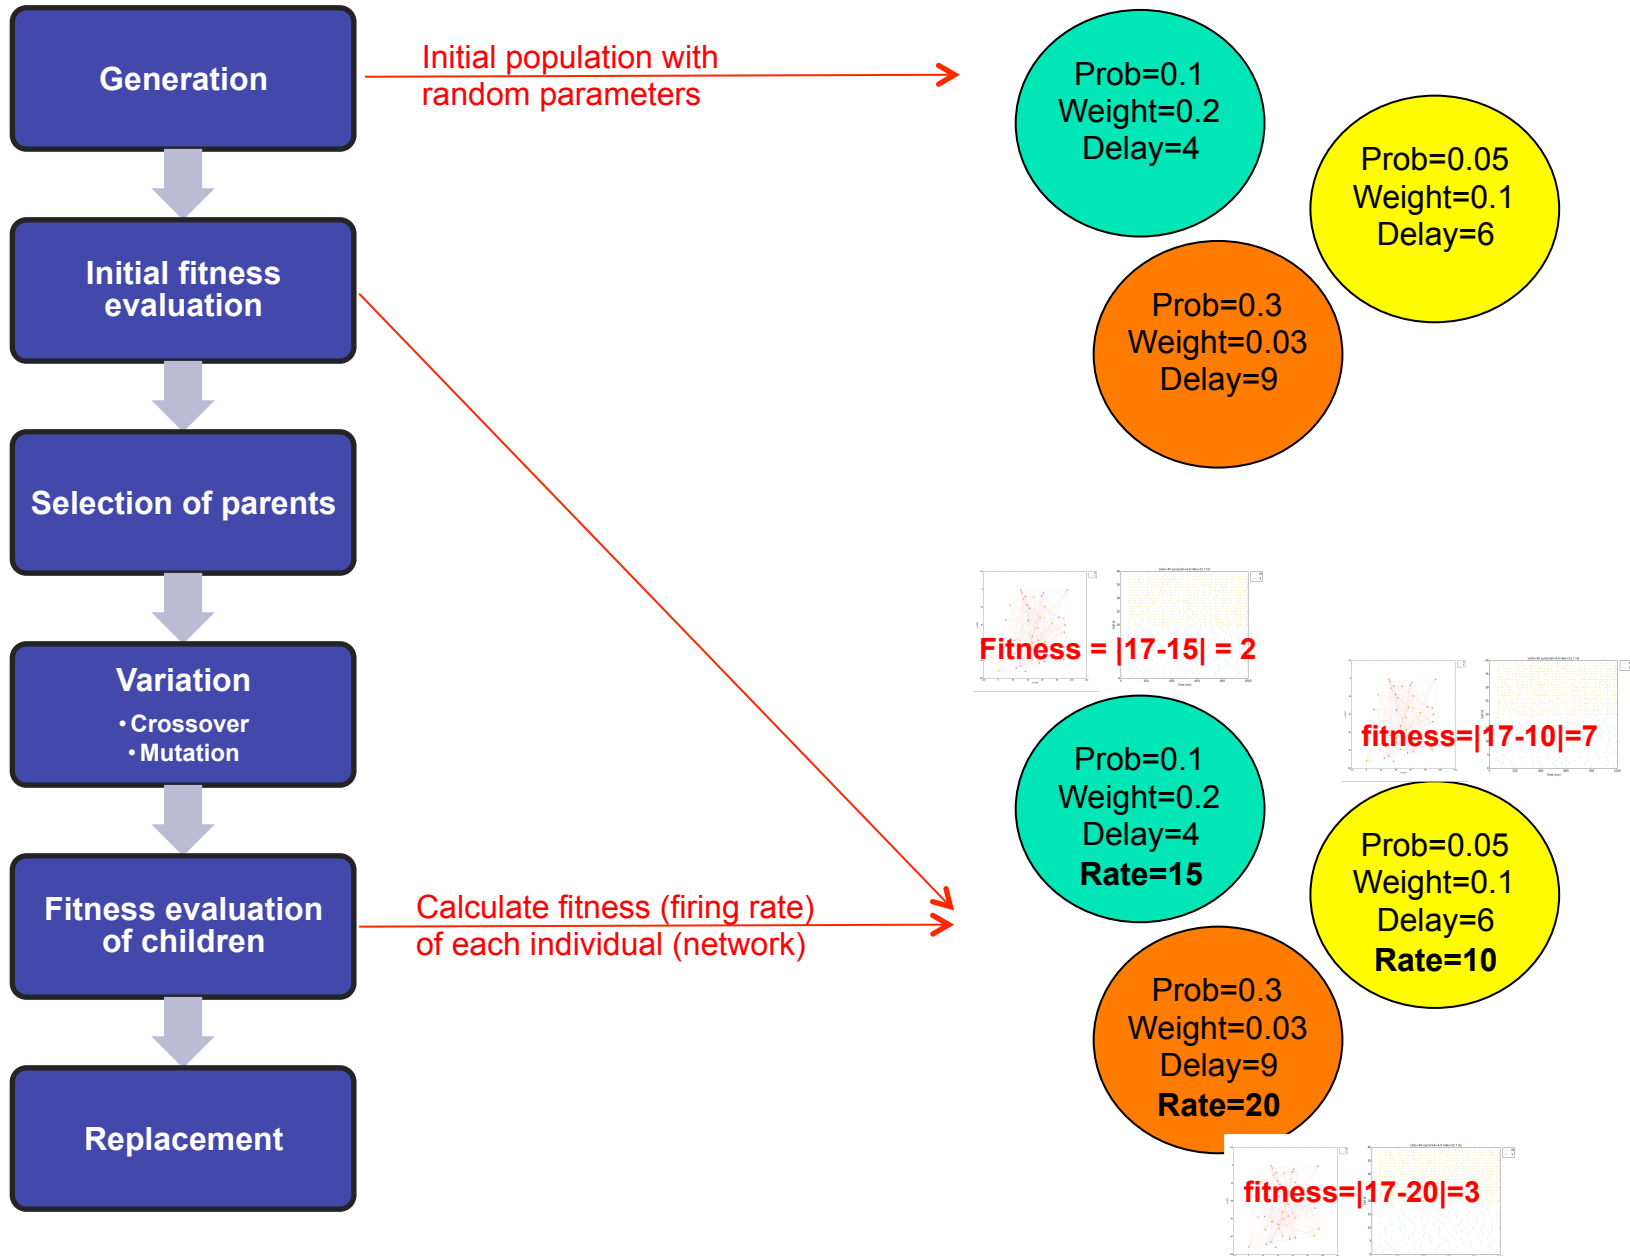 Generation
Initial fitness
evaluation
Selection of parents
Variation
• Crossover
• Mutation
Fitness evaluation
of children
Replacement
Initial population with
random parameters
Calculate fitness (firing rate)
of each individual (network)
Prob=0.1
Weight=0.2
Delay=4
Prob=0.05
Weight=0.1
Delay=6
Prob=0.3
Weight=0.03
Delay=9
Fitness = |17-15| = 2
Prob=0.1
Weight=0.2
Delay=4
Rate=15
fitness=|17-10|=7
Prob=0.05
Weight=0.1
Delay=6
Rate=10
Prob=0.3
Weight=0.03
Delay=9
Rate=20
fitness=|17-20|=3